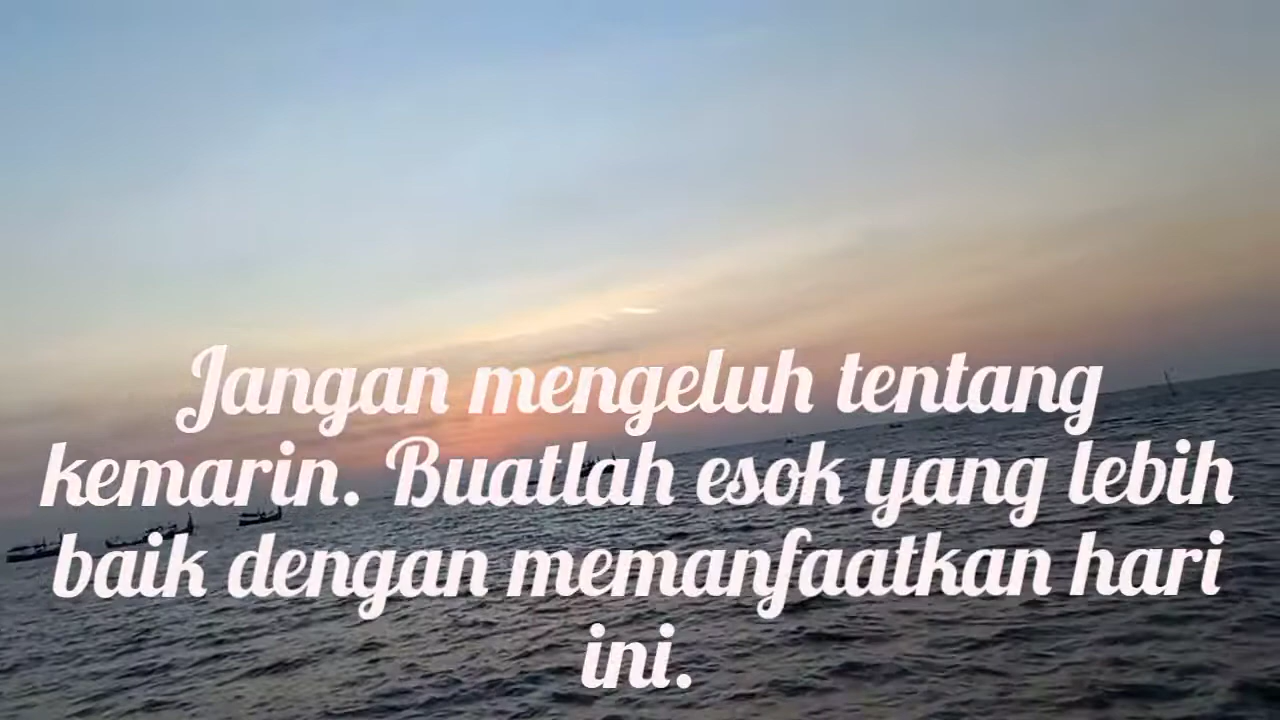 Jangan mengeluh tentang
kemarin. Buatlah esok yang lebih
baik dengan memanfaatkan hari
ini.